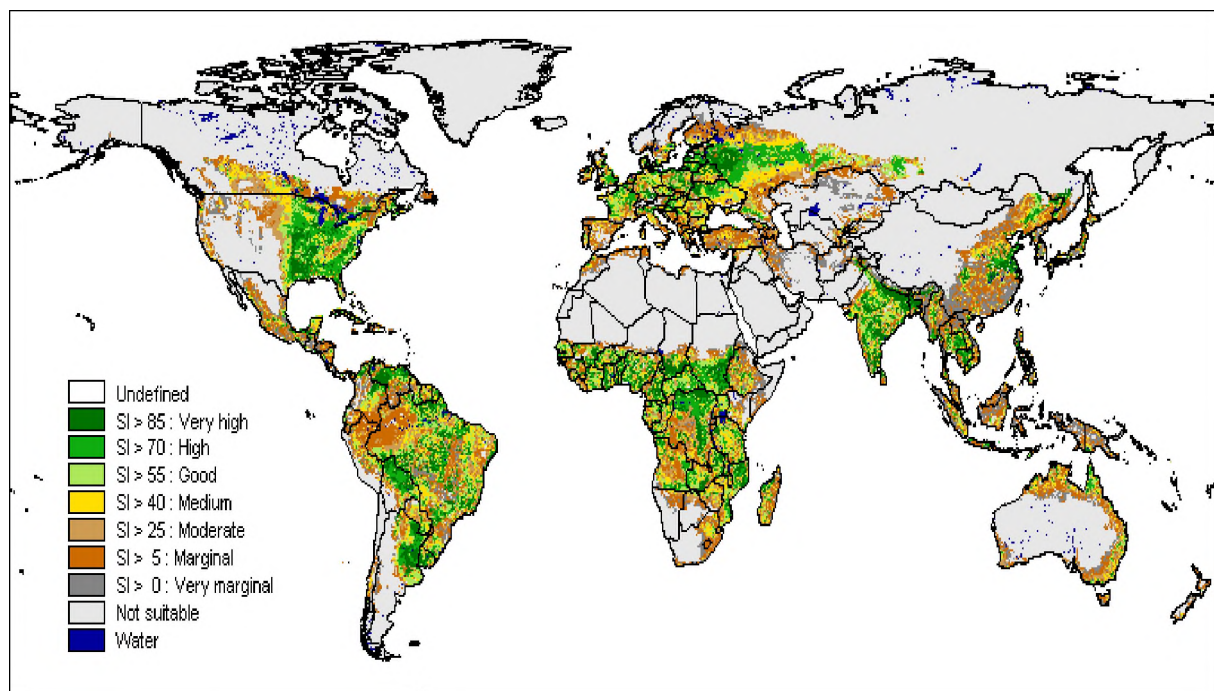 Undefined
SI > 85 : Very high
SI > 70 : High
SI > 55 : Good
SI > 40 : Medium
SI > 25 : Moderate
SI > 5 : Marginal
SI > 0 : Very marginal
Not suitable
Water